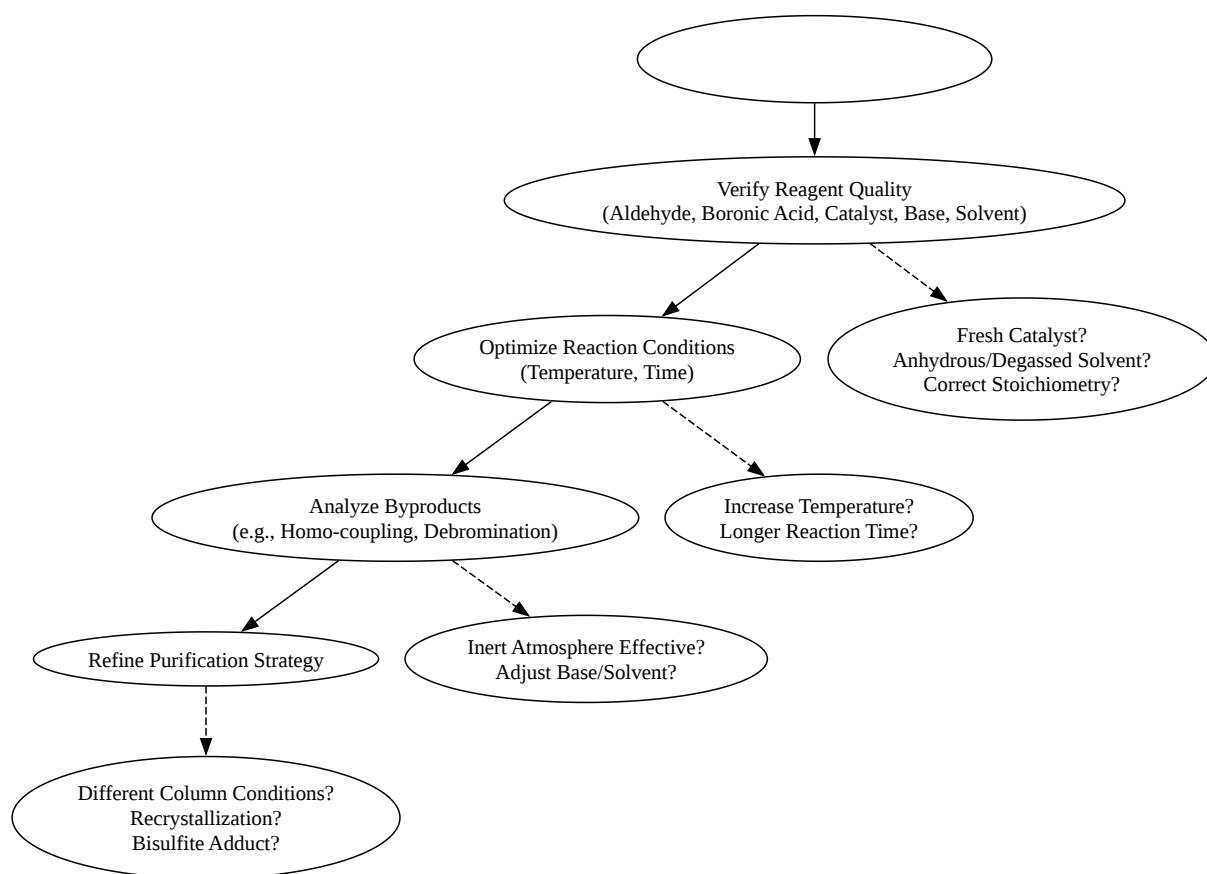 Verify Reagent Quality
(Aldehyde, Boronic Acid, Catalyst, Base, Solvent)
Fresh Catalyst?
Anhydrous/Degassed Solvent?
Correct Stoichiometry?
Optimize Reaction Conditions
(Temperature, Time)
Increase Temperature?
Longer Reaction Time?
Analyze Byproducts
(e.g., Homo-coupling, Debromination)
Inert Atmosphere Effective?
Adjust Base/Solvent?
Refine Purification Strategy
Different Column Conditions?
Recrystallization?
Bisulfite Adduct?